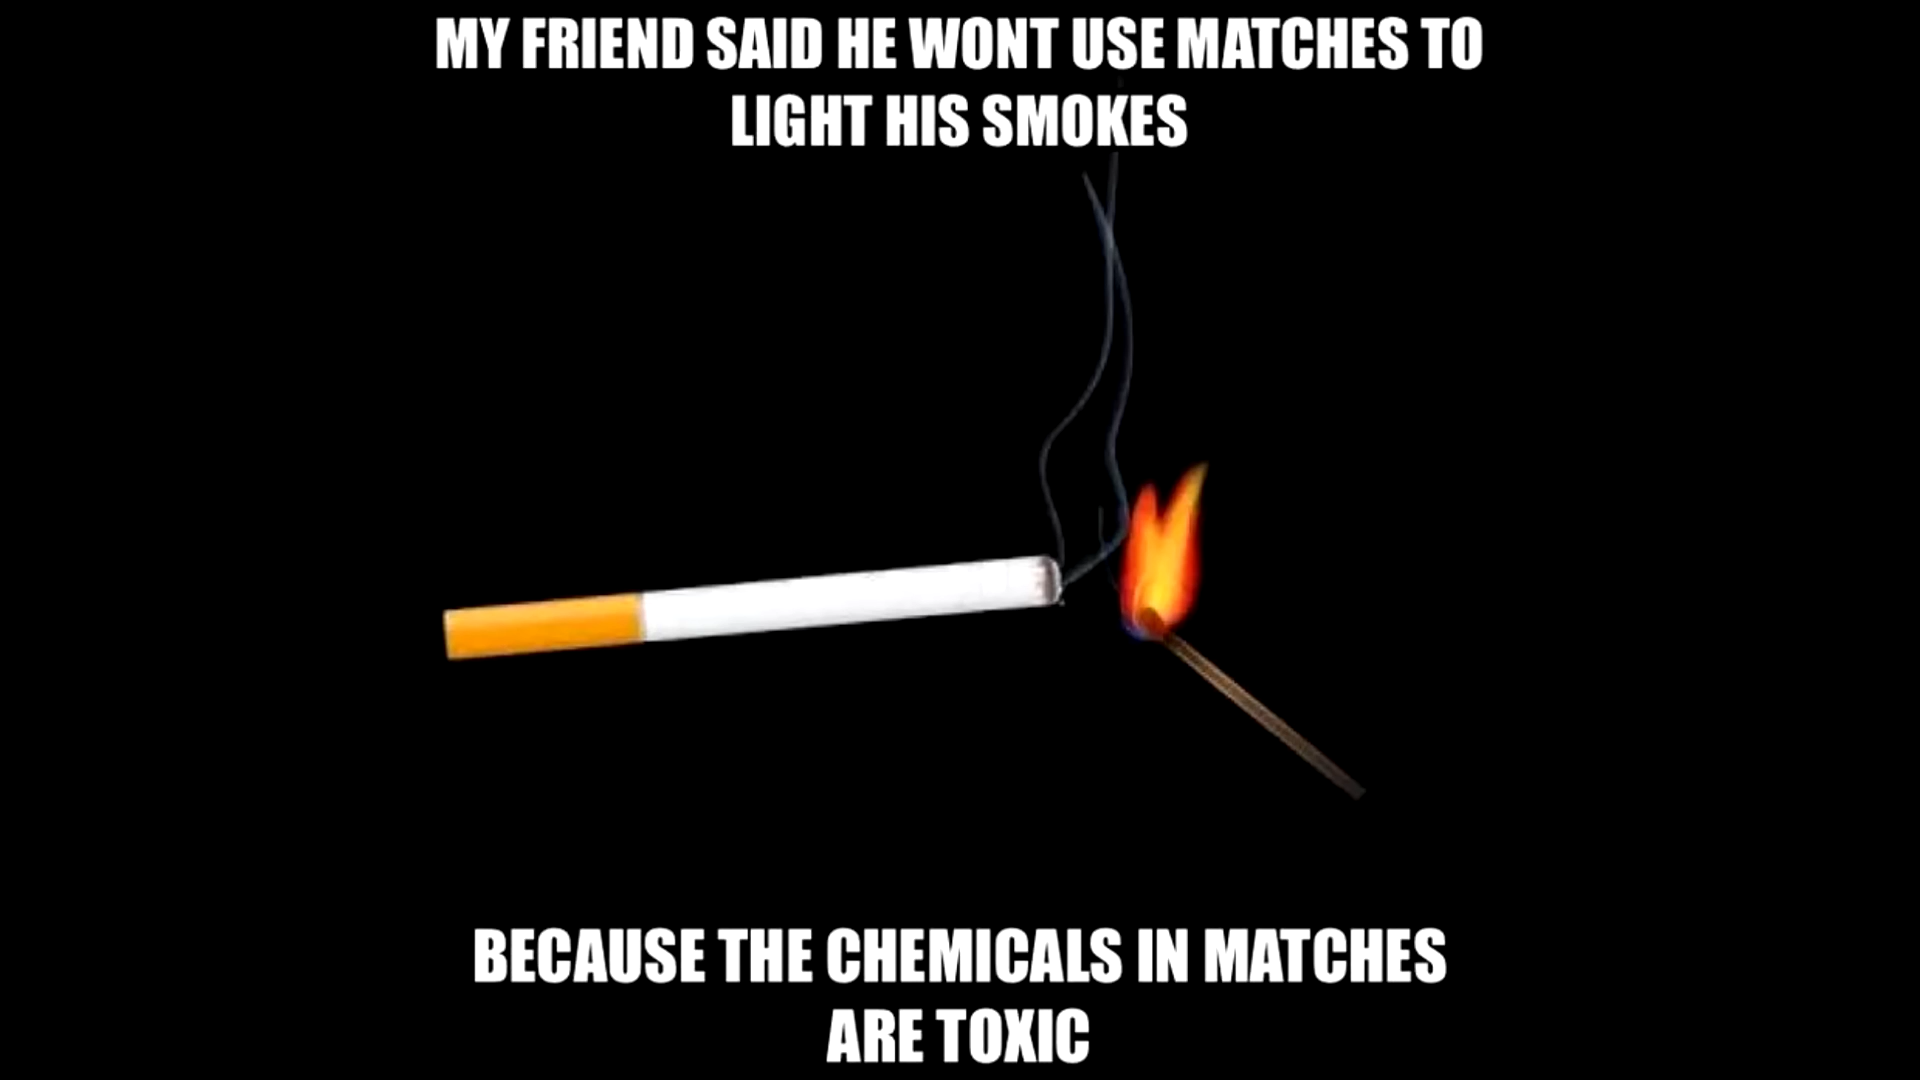 MY FRIEND SAID HE WONT USE MATCHES TO
LIGHT HIS SMOKES
BECAUSE THE CHEMICALS IN MATCHES
ARE TOXIC